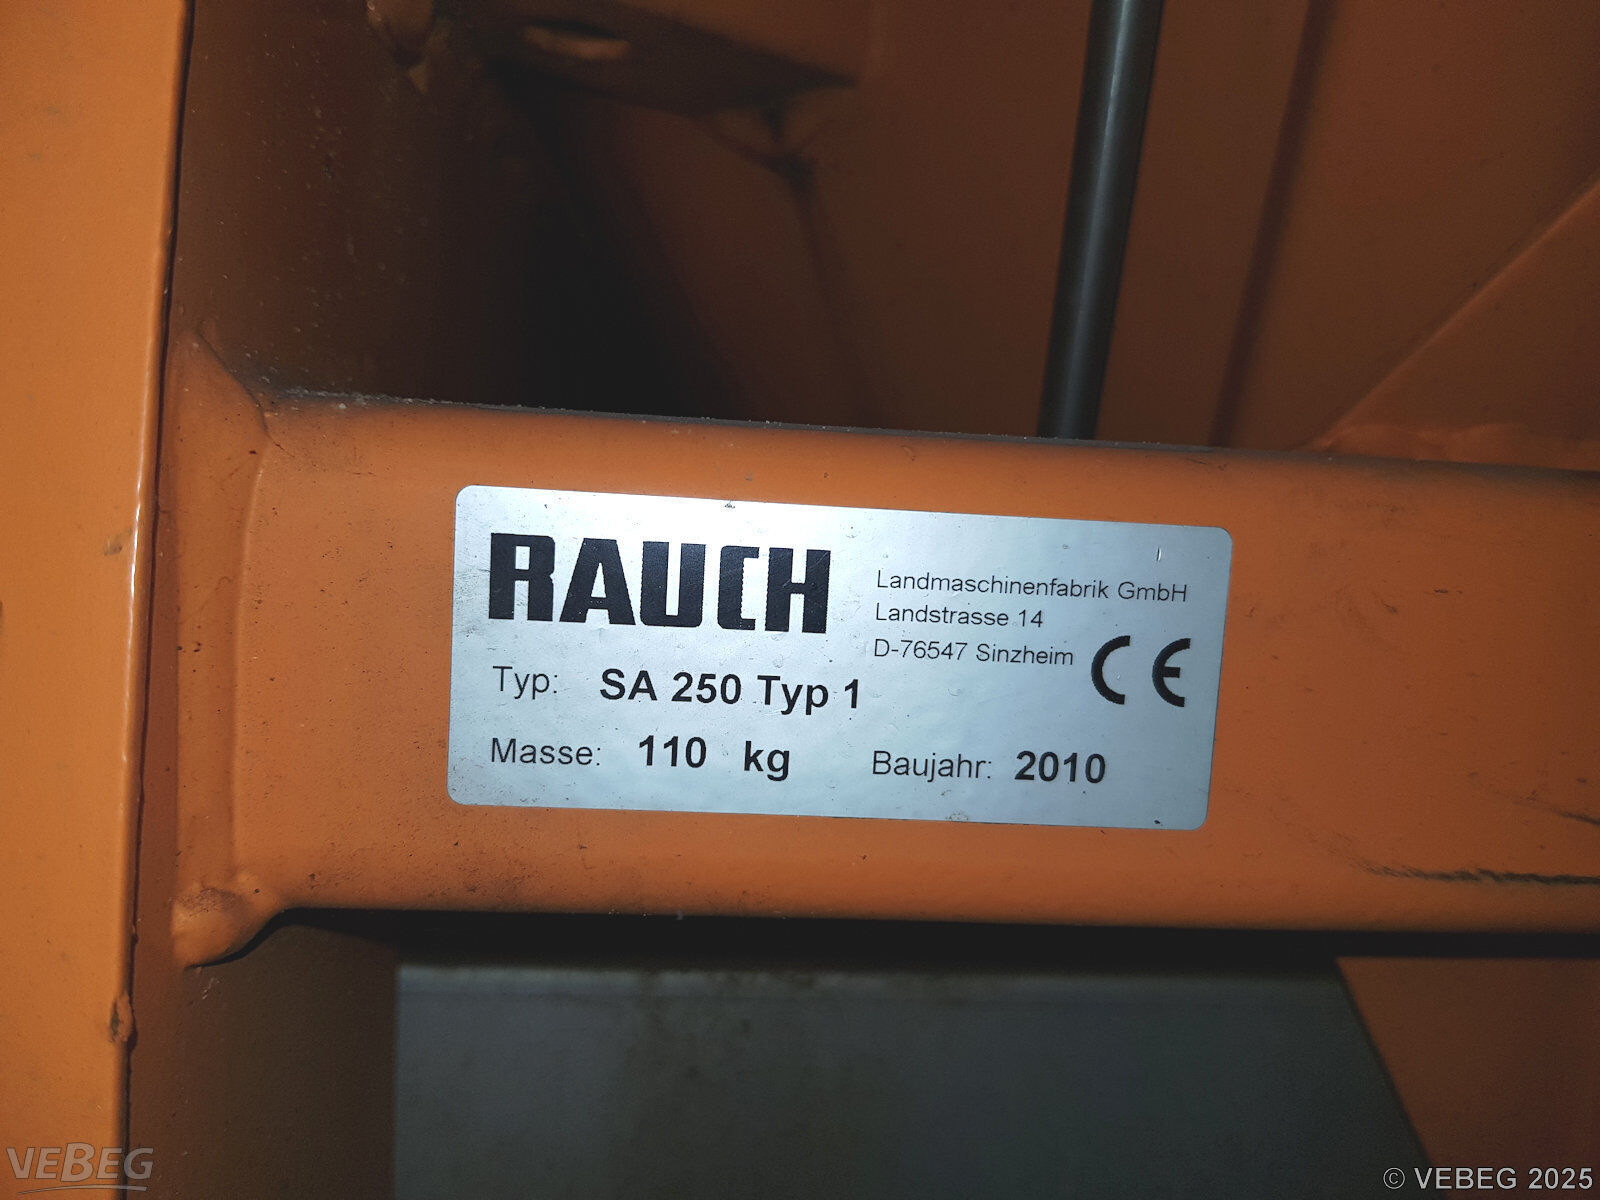 RAUCH
Landmaschinenfabrik GmbH
Landstrasse 14
D-76547 Sinzheim
CE
Typ: SA 250 Typ 1
Masse: 110 kg
Baujahr: 2010
VEBEG
© VEBEG 2025